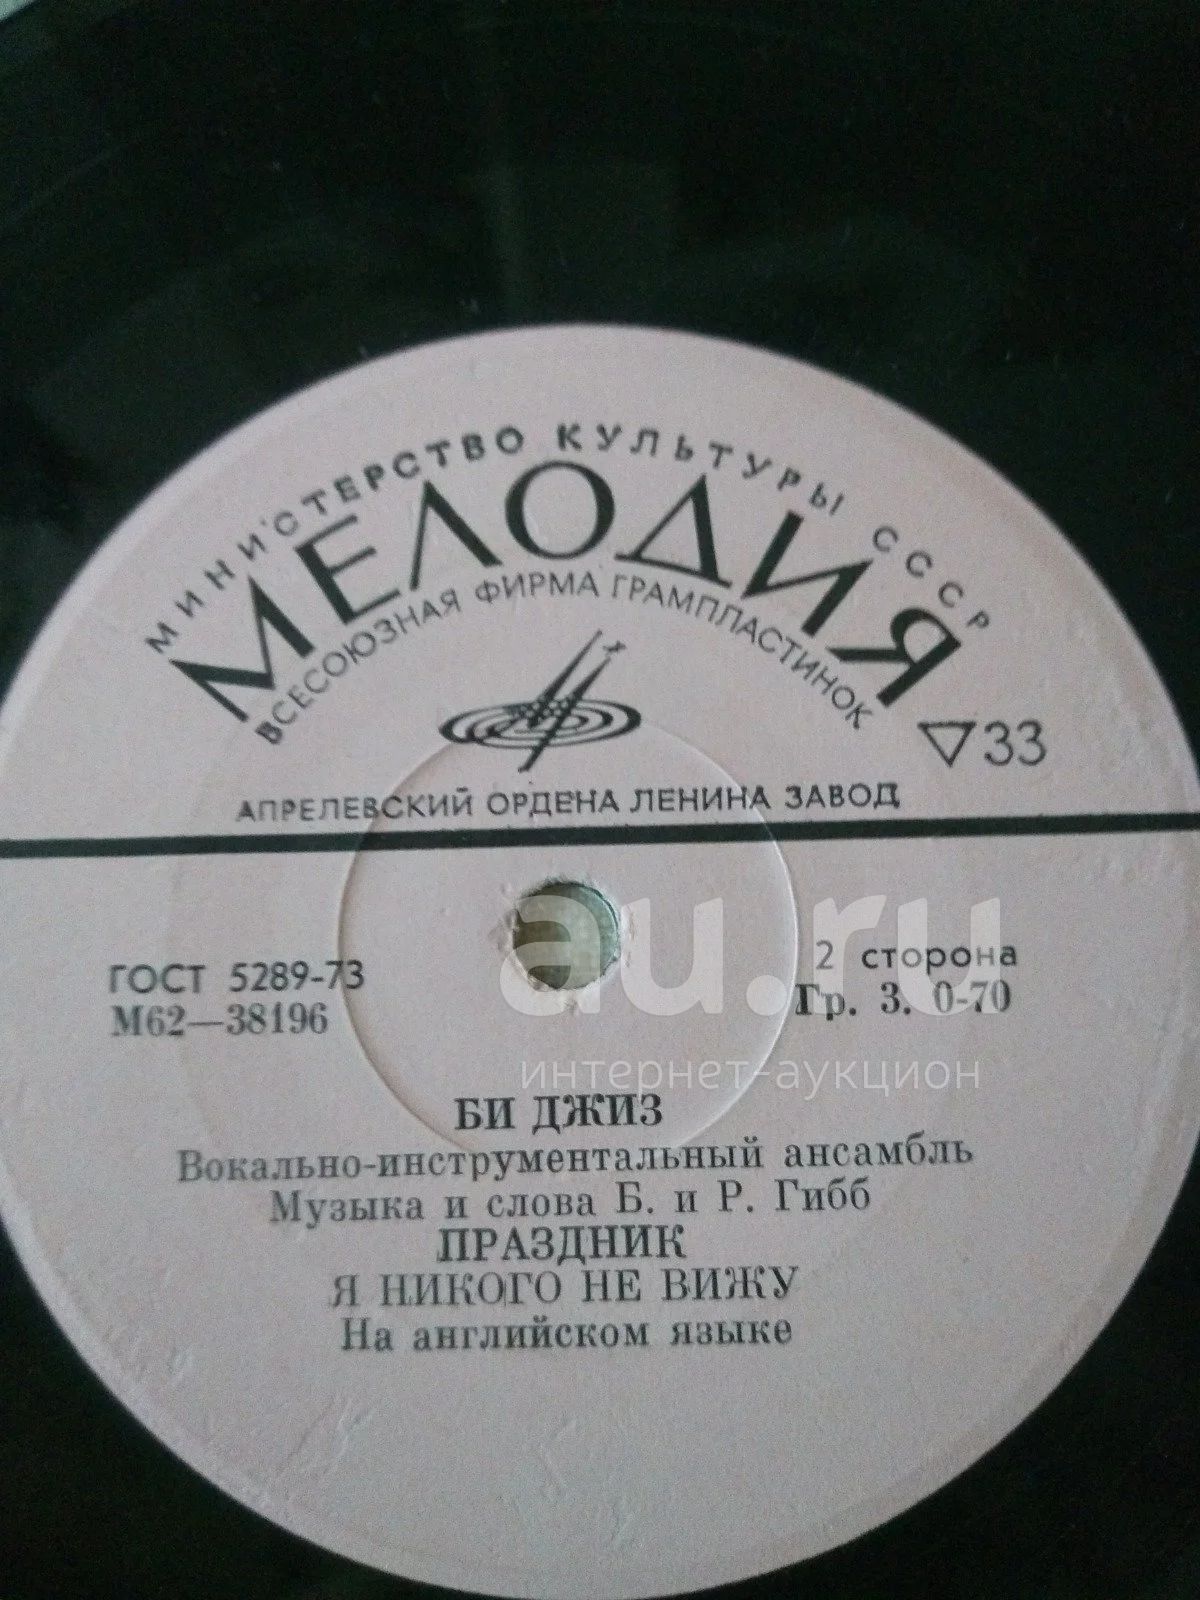 МИНИСТЕРСТВО КУЛЬТУРЫ СССР
МЕЛОДИЯ
ВСЕСОЮЗНАЯ ФИРМА ГРАМПЛАСТИНОК
33
АПРЕЛЕВСКИЙ ОРДЕНА ЛЕНИНА ЗАВОД
au.ru
ГОСТ 5289-73
2 сторона
М62—38196
Гр. 3. 0-70
интернет-аукцион
БИ ДЖИЗ
Вокально-инструментальный ансамбль
Музыка и слова Б. и Р. Гибб
ПРАЗДНИК
Я НИКОГО НЕ ВИЖУ
На английском языке